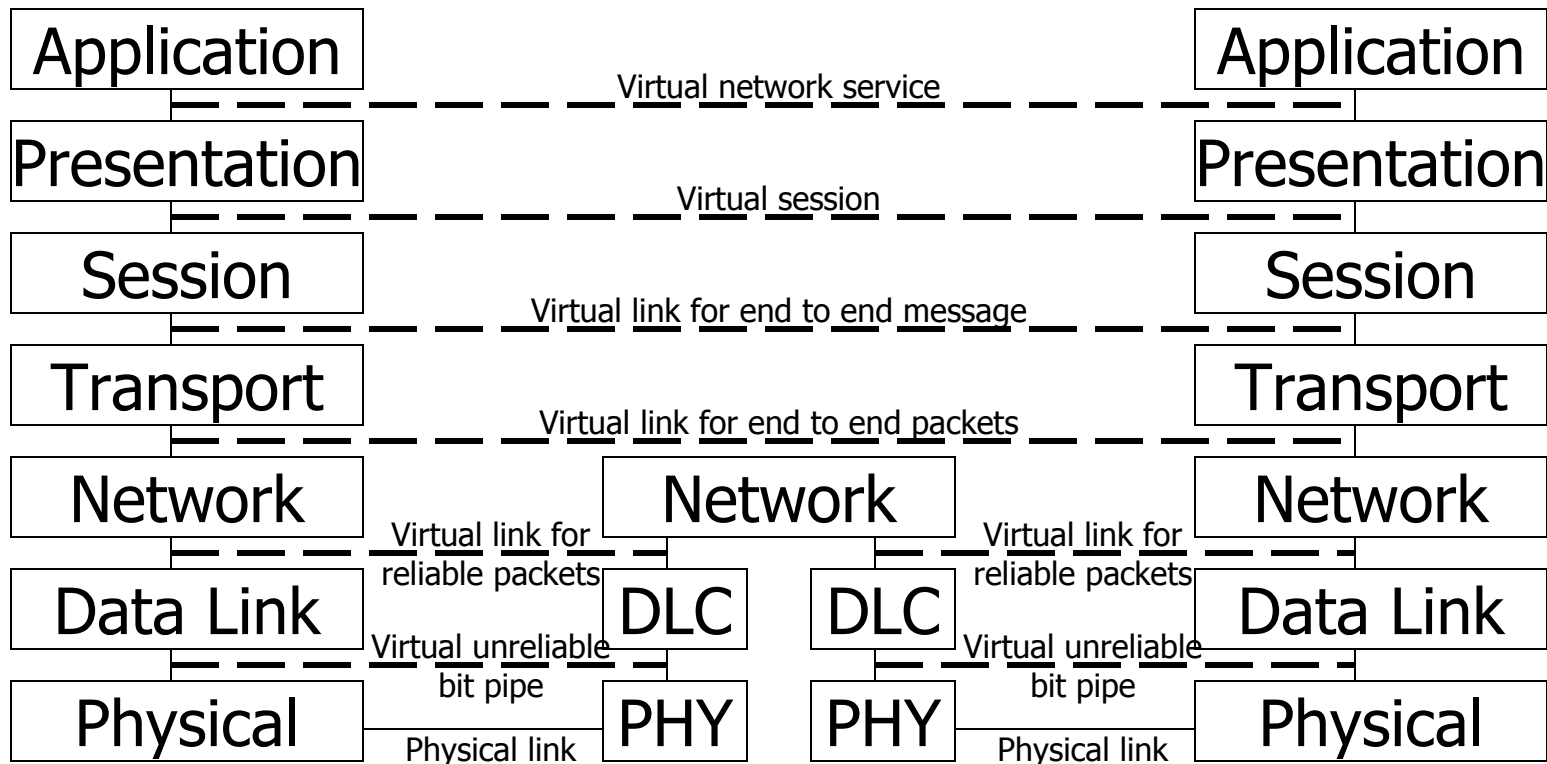 Application
Application
Virtual network service
Presentation
Presentation
Virtual session
Session
Session
Virtual link for end to end message
Transport
Transport
Virtual link for end to end packets
Network
Network
Network
Virtual link for
reliable packets
Virtual link for
reliable packets
Data Link
DLC
DLC
Data Link
Virtual unreliable
bit pipe
Virtual unreliable
bit pipe
Physical
PHY
PHY
Physical
Physical link
Physical link